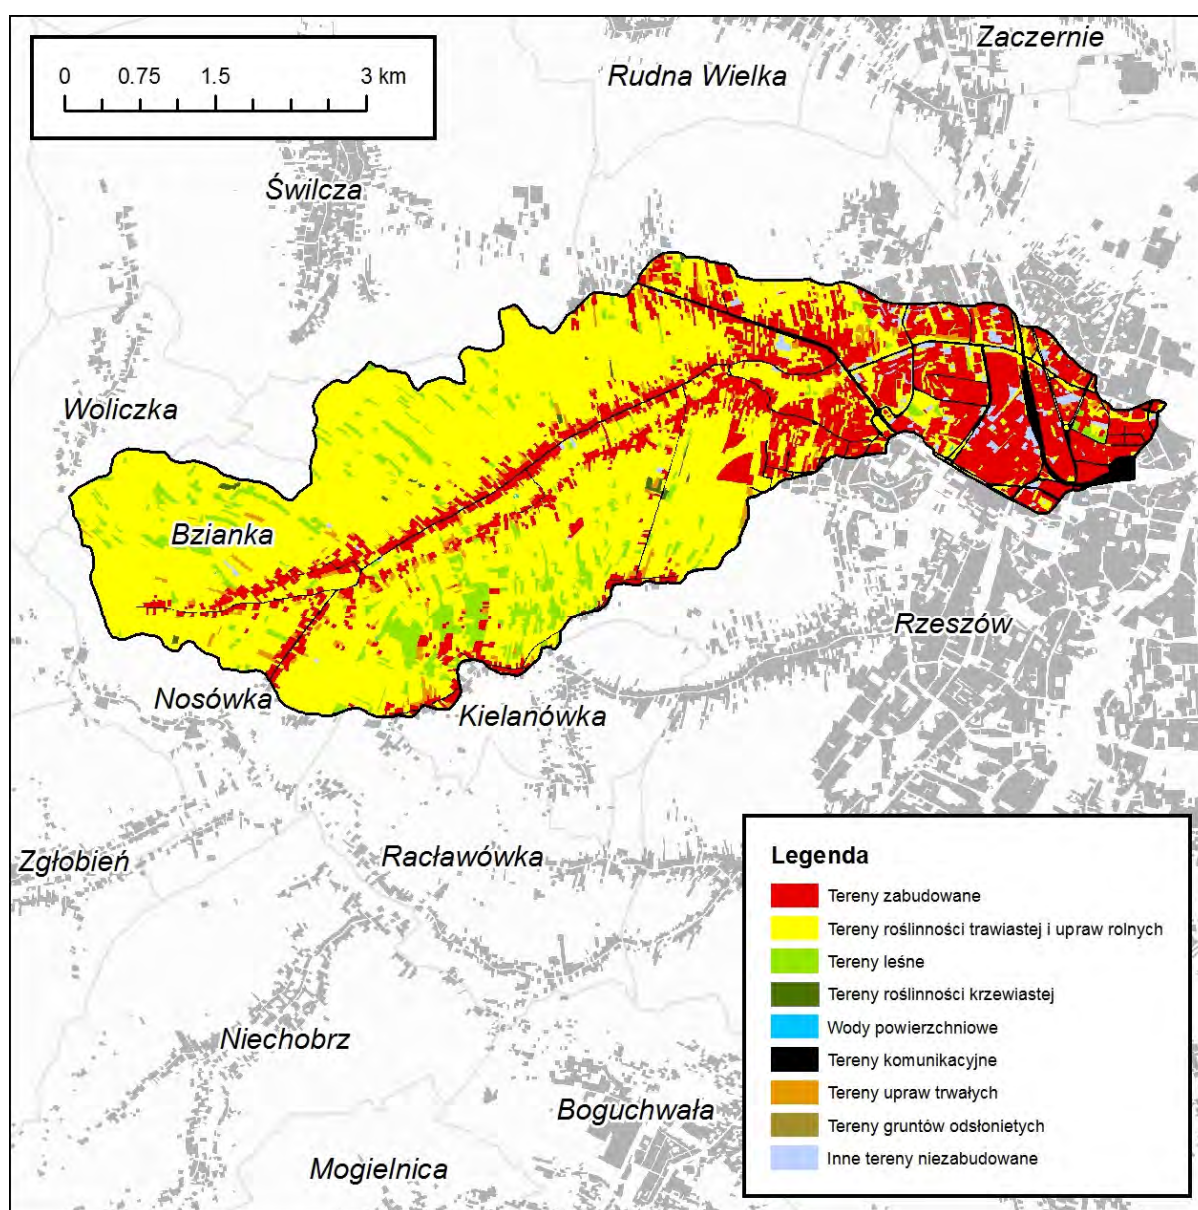 Zaczernie
Rudna Wielka
0 0.75 1.5 3 km
Świlcza
Woliczka
Bzianka
Rzeszów
Nosówka
Kielanówka
Zgłobień
Racławówka
Niechobrz
Boguchwała
Mogielnica
Legenda
Tereny zabudowane
Tereny roślinności trawiastej i upraw rolnych
Tereny leśne
Tereny roślinności krzewiastej
Wody powierzchniowe
Tereny komunikacyjne
Tereny upraw trwałych
Tereny gruntów odsłonietych
Inne tereny niezabudowane